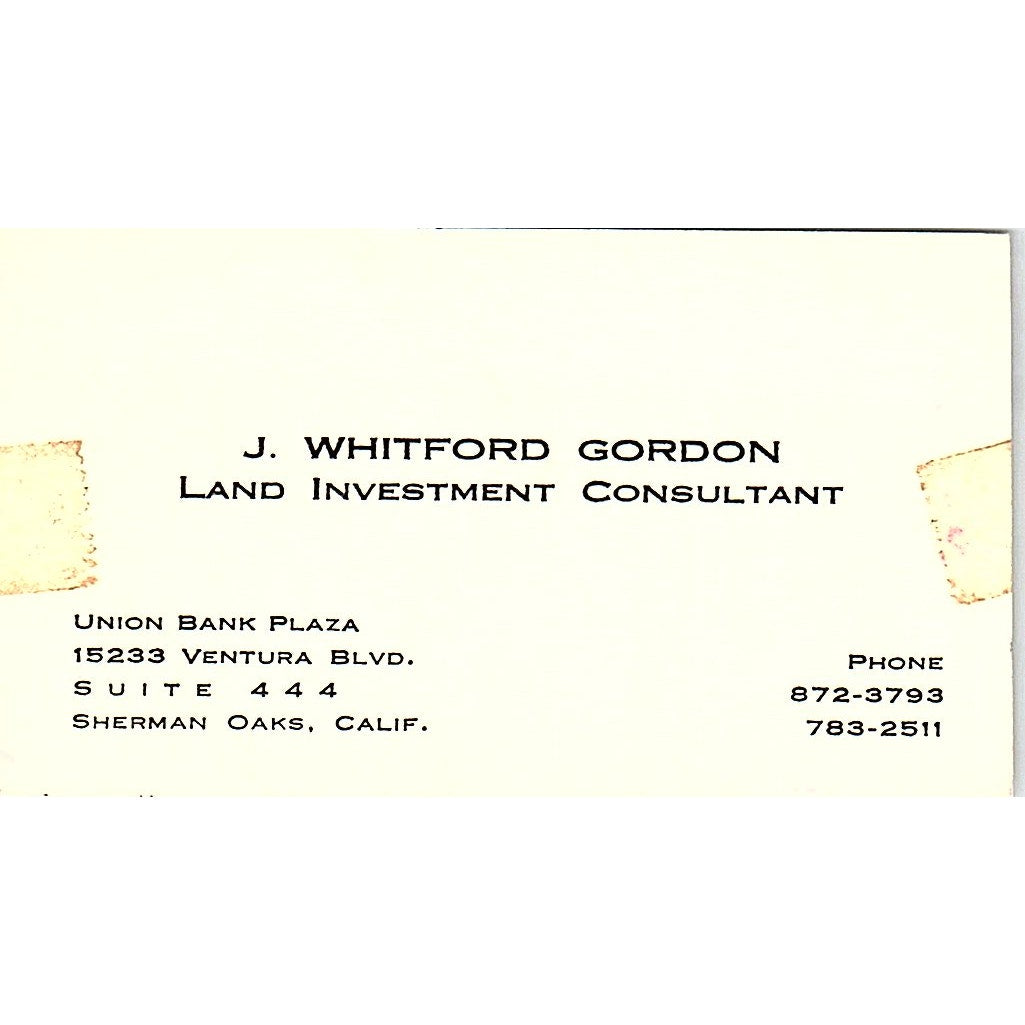 J. WHITFORD GORDON
LAND INVESTMENT CONSULTANT
UNION BANK PLAZA
15233 VENTURA BLVD.
SUITE 444
SHERMAN OAKS, CALIF.
PHONE
872-3793
783-2511